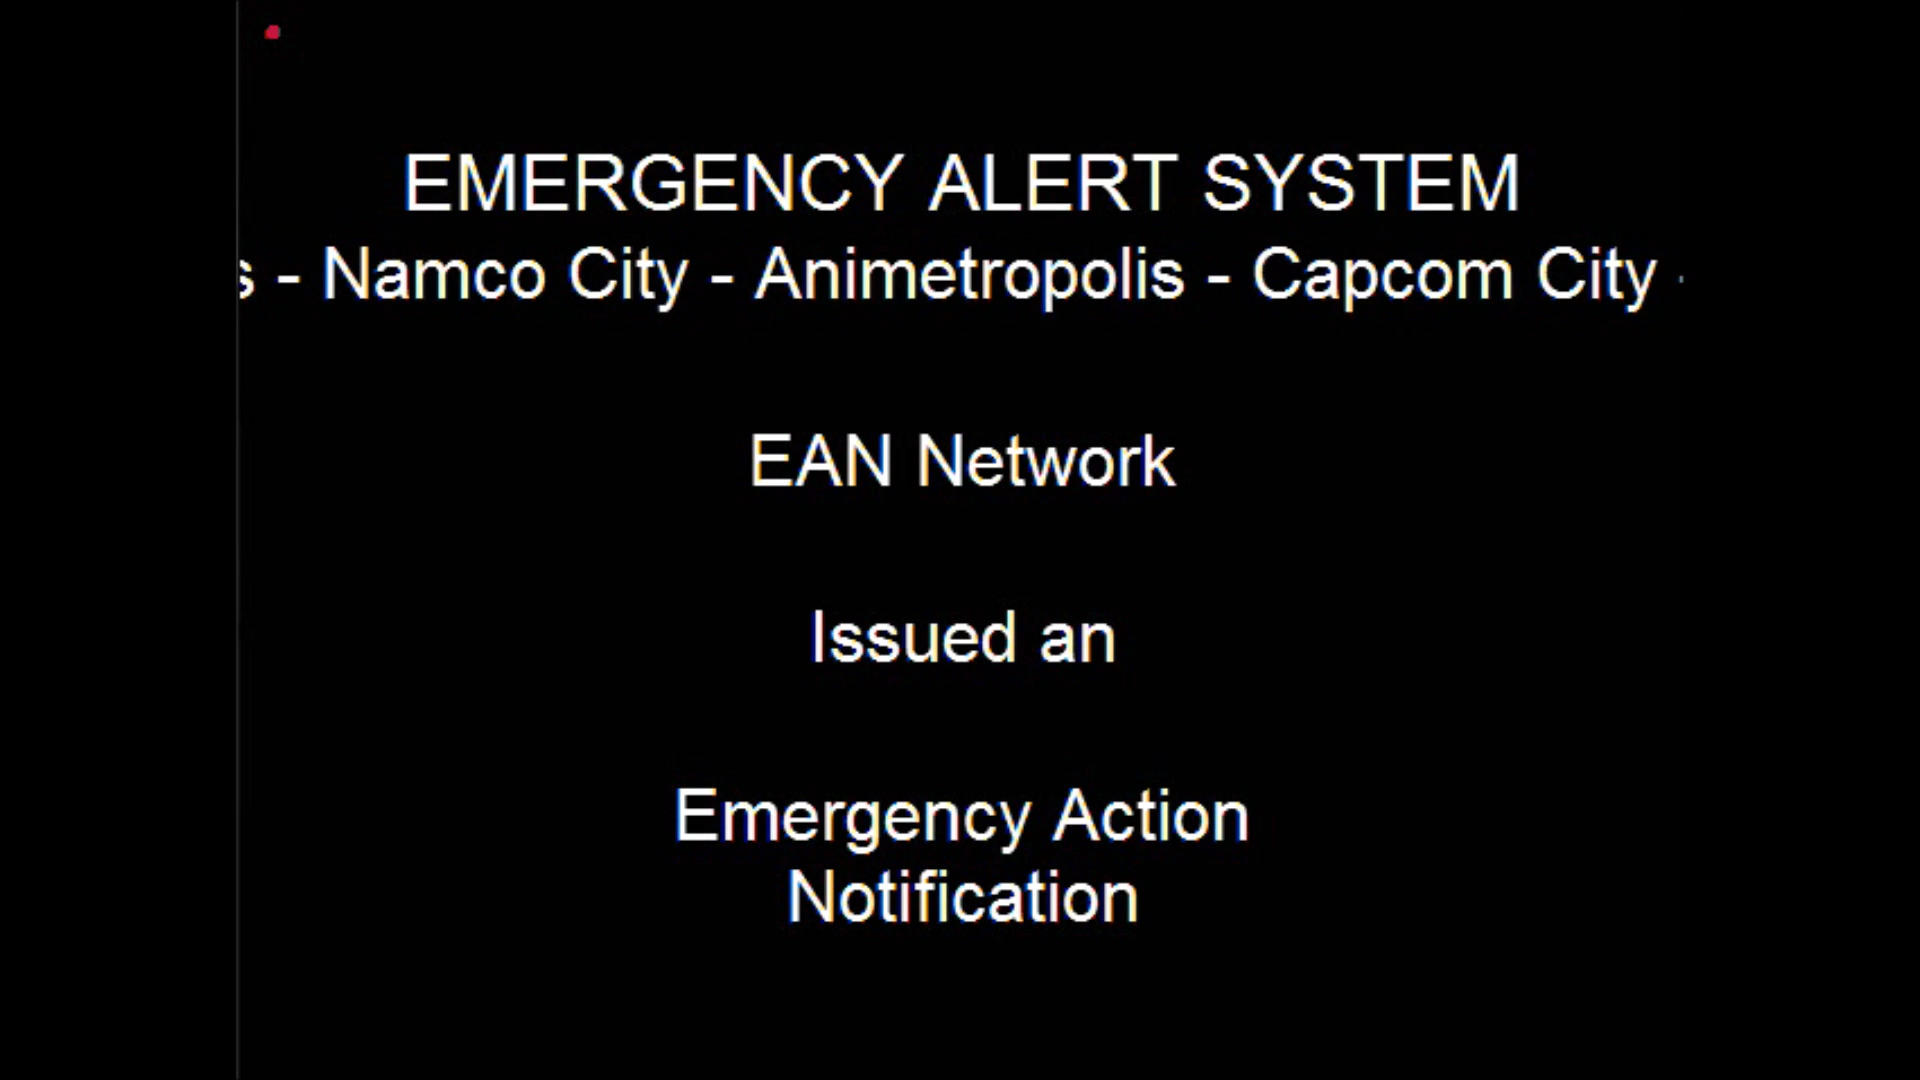 EMERGENCY ALERT SYSTEM
s - Namco City - Animetropolis - Capcom City -
EAN Network
Issued an
Emergency Action
Notification